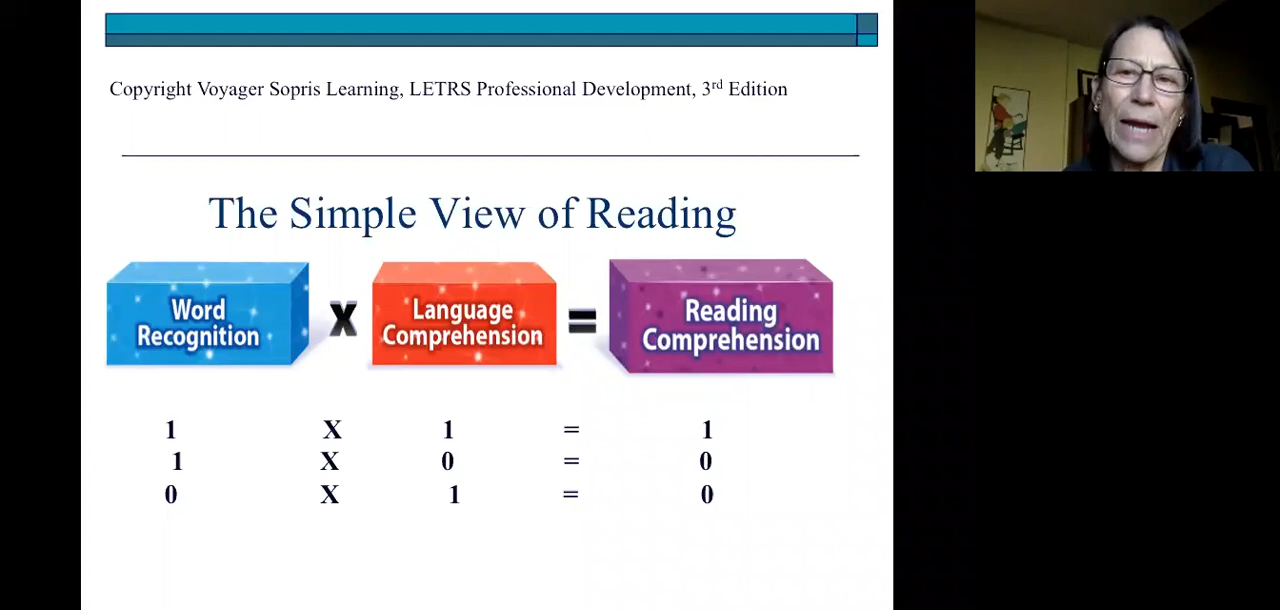 Copyright Voyager Sopris Learning, LETRS Professional Development, 3rd Edition
The Simple View of Reading
Word
Recognition
x
Language
Comprehension
=
Reading
Comprehension
1 X 1 = 1
1 X 0 = 0
0 X 1 = 0